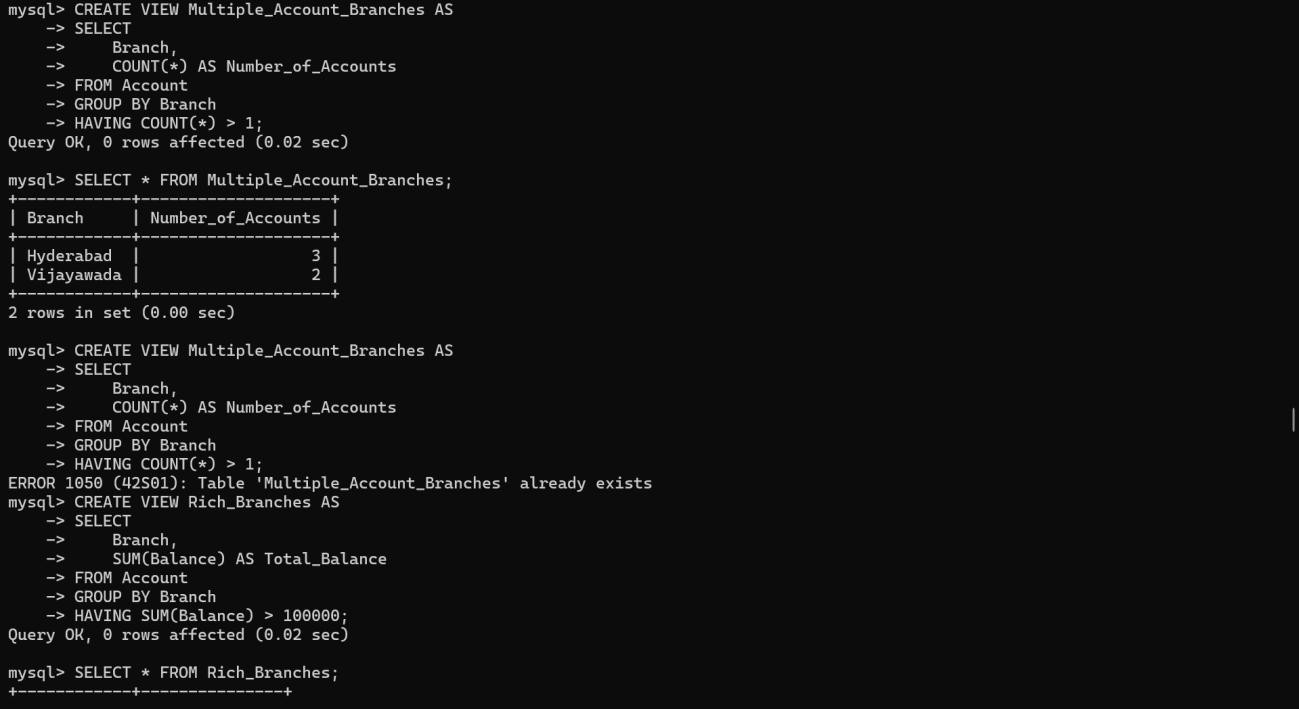 mysql> CREATE VIEW Multiple_Account_Branches AS
    -> SELECT
    ->     Branch,
    ->     COUNT(*) AS Number_of_Accounts
    -> FROM Account
    -> GROUP BY Branch
    -> HAVING COUNT(*) > 1;
Query OK, 0 rows affected (0.02 sec)

mysql> SELECT * FROM Multiple_Account_Branches;
+------------+--------------------+
| Branch     | Number_of_Accounts |
+------------+--------------------+
| Hyderabad  |                  3 |
| Vijayawada |                  2 |
+------------+--------------------+
2 rows in set (0.00 sec)

mysql> CREATE VIEW Multiple_Account_Branches AS
    -> SELECT
    ->     Branch,
    ->     COUNT(*) AS Number_of_Accounts
    -> FROM Account
    -> GROUP BY Branch
    -> HAVING COUNT(*) > 1;
ERROR 1050 (42S01): Table 'Multiple_Account_Branches' already exists
mysql> CREATE VIEW Rich_Branches AS
    -> SELECT
    ->     Branch,
    ->     SUM(Balance) AS Total_Balance
    -> FROM Account
    -> GROUP BY Branch
    -> HAVING SUM(Balance) > 100000;
Query OK, 0 rows affected (0.02 sec)

mysql> SELECT * FROM Rich_Branches;
+------------+---------------+